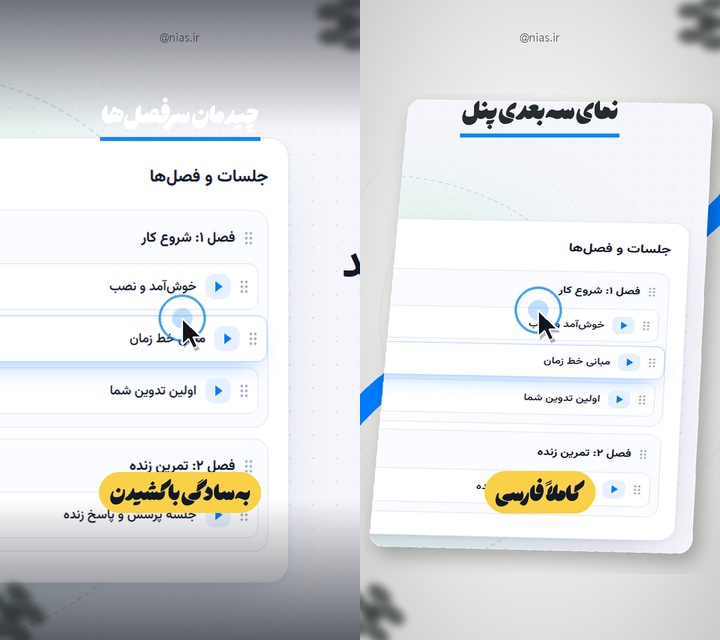 @nias.ir
چیدمان سرفصل‌ها
جلسات و فصل‌ها
فصل ۱: شروع کار
خوش‌آمد و نصب
خط زمان
اولین تدوین شما
فصل ۲: تمرین زنده
به سادگی با کشیدن
جلسه پرسش و پاسخ زنده
@nias.ir
نمای سه بعدی پنل
جلسات و فصل‌ها
فصل ۱: شروع کار
خوش‌آمد
مبانی خط زمان
اولین تدوین شما
فصل ۲: تمرین زنده
کاملاً فارسی